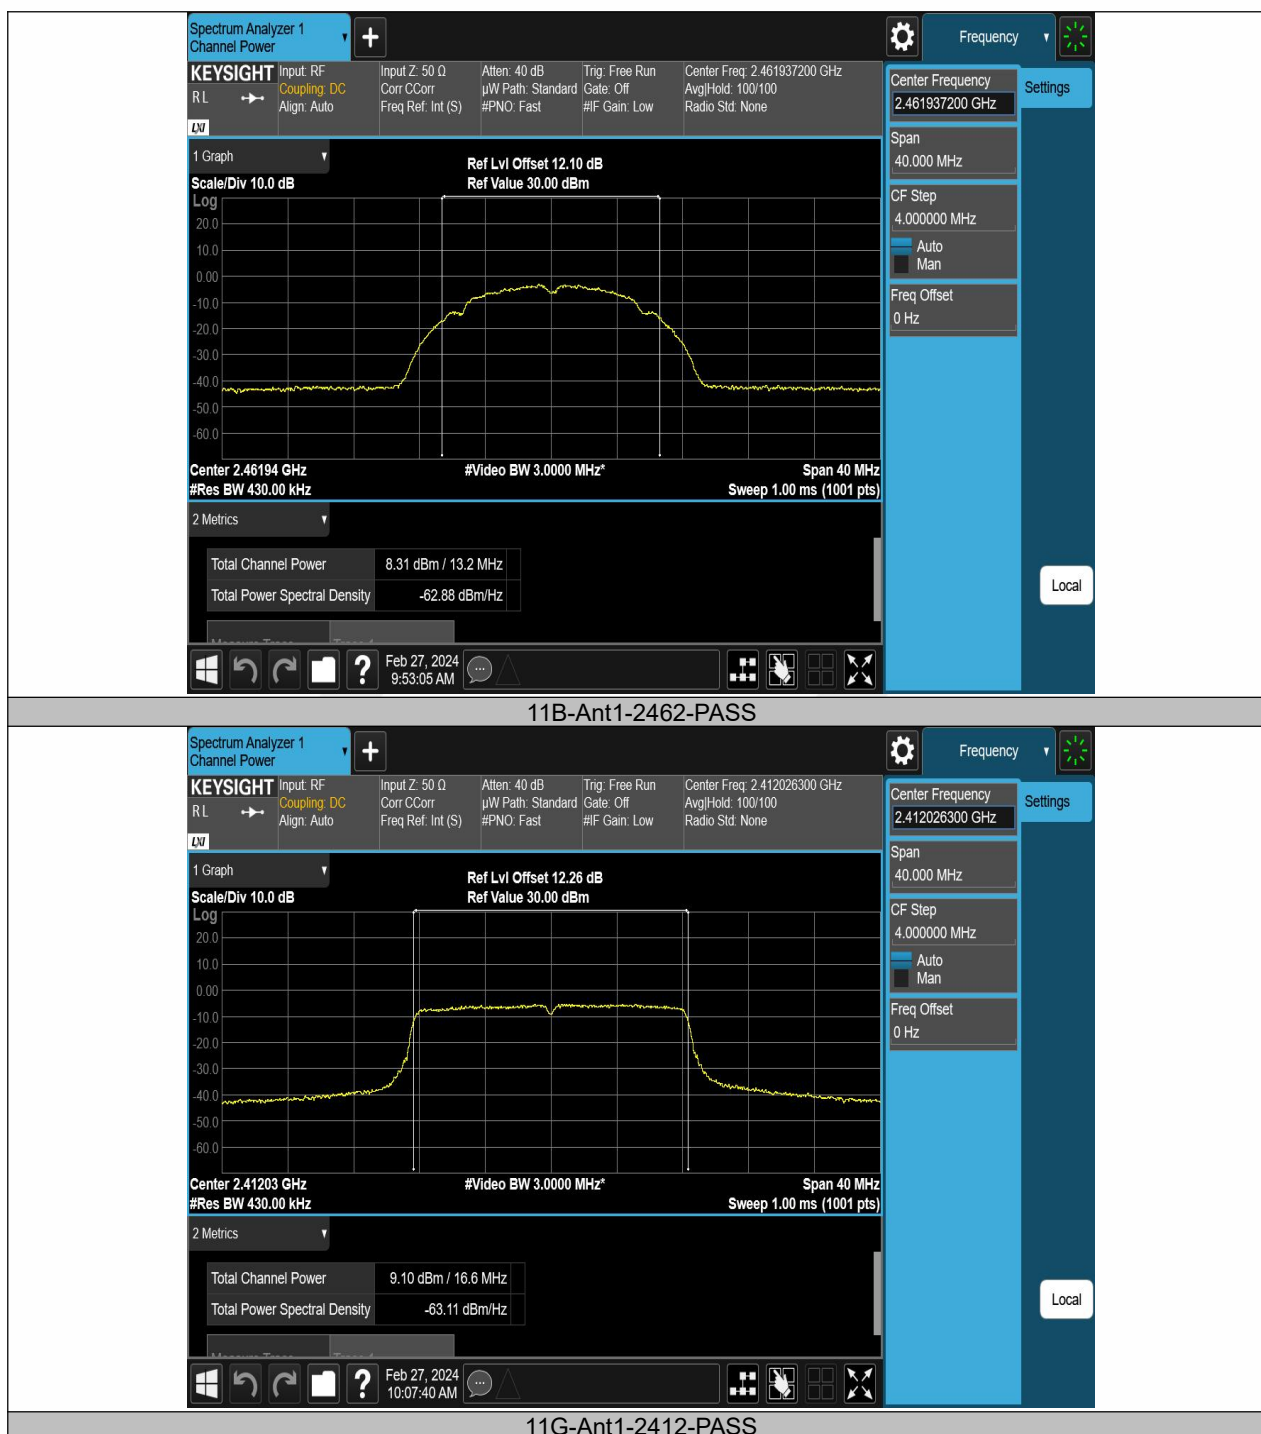 Spectrum Analyzer 1
Channel Power
+
Frequency
KEYSIGHT
R L
LXI
Input: RF
Coupling: DC
Align: Auto
Input Z: 50 Ω
Corr CCorr
Freq Ref: Int (S)
Atten: 40 dB
µW Path: Standard
#PNO: Fast
Trig: Free Run
Gate: Off
#IF Gain: Low
Center Freq: 2.461937200 GHz
Avg|Hold: 100/100
Radio Std: None
Center Frequency
2.461937200 GHz
Settings
Span
40.000 MHz
CF Step
4.000000 MHz
Auto
Man
Freq Offset
0 Hz
Local
1 Graph
Scale/Div 10.0 dB
Ref Lvl Offset 12.10 dB
Ref Value 30.00 dBm
Log
20.0
10.0
0.00
-10.0
-20.0
-30.0
-40.0
-50.0
-60.0
Center 2.46194 GHz
#Video BW 3.0000 MHz*
Span 40 MHz
#Res BW 430.00 kHz
Sweep 1.00 ms (1001 pts)
2 Metrics
Total Channel Power 8.31 dBm / 13.2 MHz
Total Power Spectral Density -62.88 dBm/Hz
?
Feb 27, 2024
9:53:05 AM
11B-Ant1-2462-PASS
Spectrum Analyzer 1
Channel Power
+
Frequency
KEYSIGHT
R L
LXI
Input: RF
Coupling: DC
Align: Auto
Input Z: 50 Ω
Corr CCorr
Freq Ref: Int (S)
Atten: 40 dB
µW Path: Standard
#PNO: Fast
Trig: Free Run
Gate: Off
#IF Gain: Low
Center Freq: 2.412026300 GHz
Avg|Hold: 100/100
Radio Std: None
Center Frequency
2.412026300 GHz
Settings
Span
40.000 MHz
CF Step
4.000000 MHz
Auto
Man
Freq Offset
0 Hz
Local
1 Graph
Scale/Div 10.0 dB
Ref Lvl Offset 12.26 dB
Ref Value 30.00 dBm
Log
20.0
10.0
0.00
-10.0
-20.0
-30.0
-40.0
-50.0
-60.0
Center 2.41203 GHz
#Video BW 3.0000 MHz*
Span 40 MHz
#Res BW 430.00 kHz
Sweep 1.00 ms (1001 pts)
2 Metrics
Total Channel Power 9.10 dBm / 16.6 MHz
Total Power Spectral Density -63.11 dBm/Hz
?
Feb 27, 2024
10:07:40 AM
11G-Ant1-2412-PASS